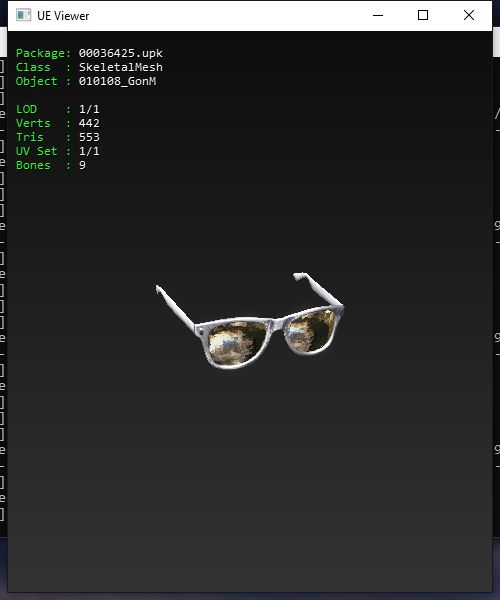 UE Viewer
Package: 00036425.upk
Class : SkeletalMesh
Object : 010108_GonM
LOD : 1/1
Verts : 442
Tris : 553
UV Set : 1/1
Bones : 9